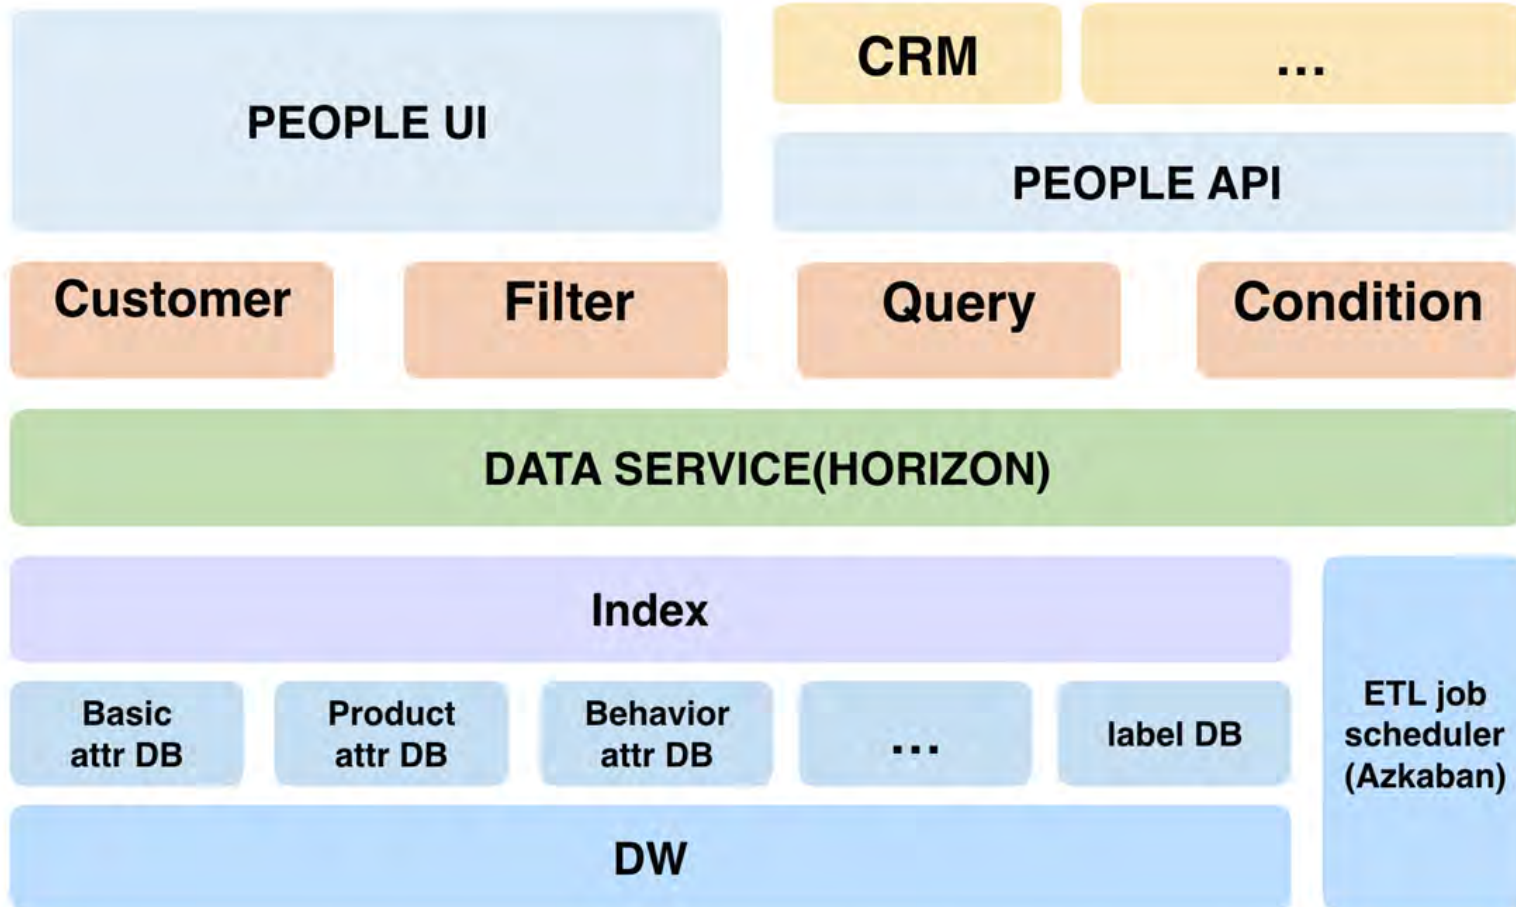 PEOPLE UI
CRM
...
PEOPLE API
Customer
Filter
Query
Condition
DATA SERVICE(HORIZON)
Index
Basic
attr DB
Product
attr DB
Behavior
attr DB
...
label DB
ETL job
scheduler
(Azkaban)
DW